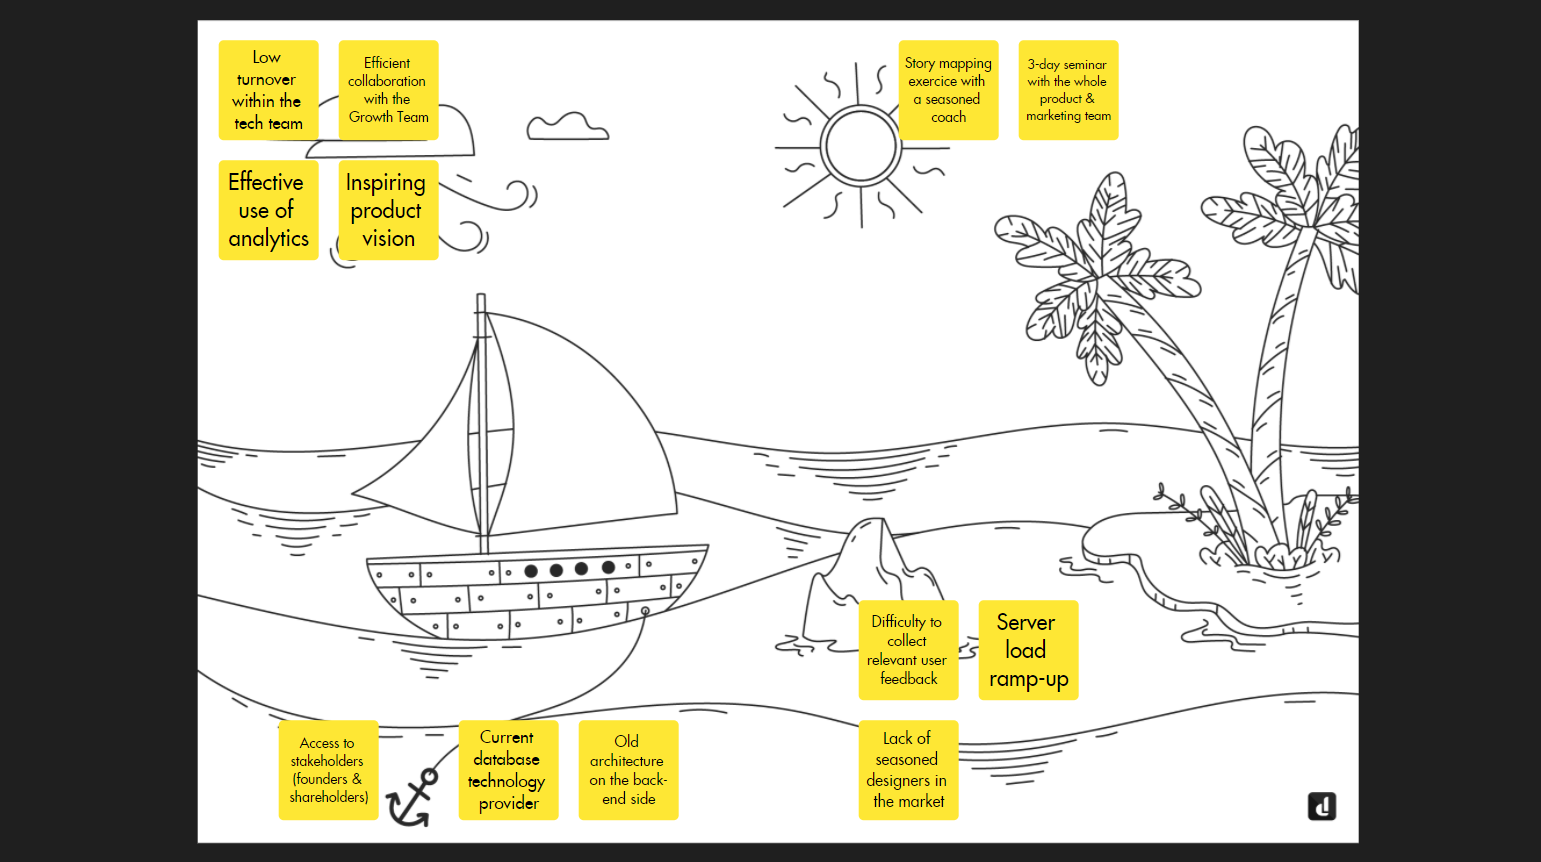 Low
turnover
within the
tech team
Efficient
collaboration
with the
Growth Team
Story mapping
exercice with
a seasoned
coach
3-day seminar
with the whole
product &
marketing team
Effective
use of
analytics
Inspiring
product
vision
Difficulty to
collect
relevant user
feedback
Server
load
ramp-up
Access to
stakeholders
(founders &
shareholders)
Current
database
technology
provider
Old
architecture
on the back-
end side
Lack of
seasoned
designers in
the market